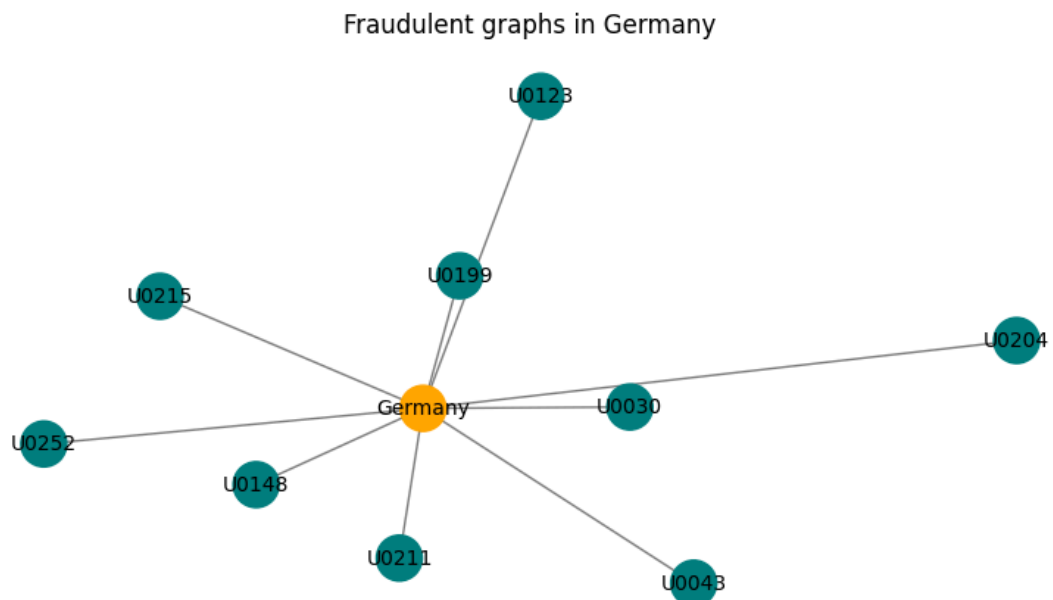 Fraudulent graphs in Germany
U0123
U0199
U0215
U0204
Germany
U0030
U0252
U0148
U0211
U0043